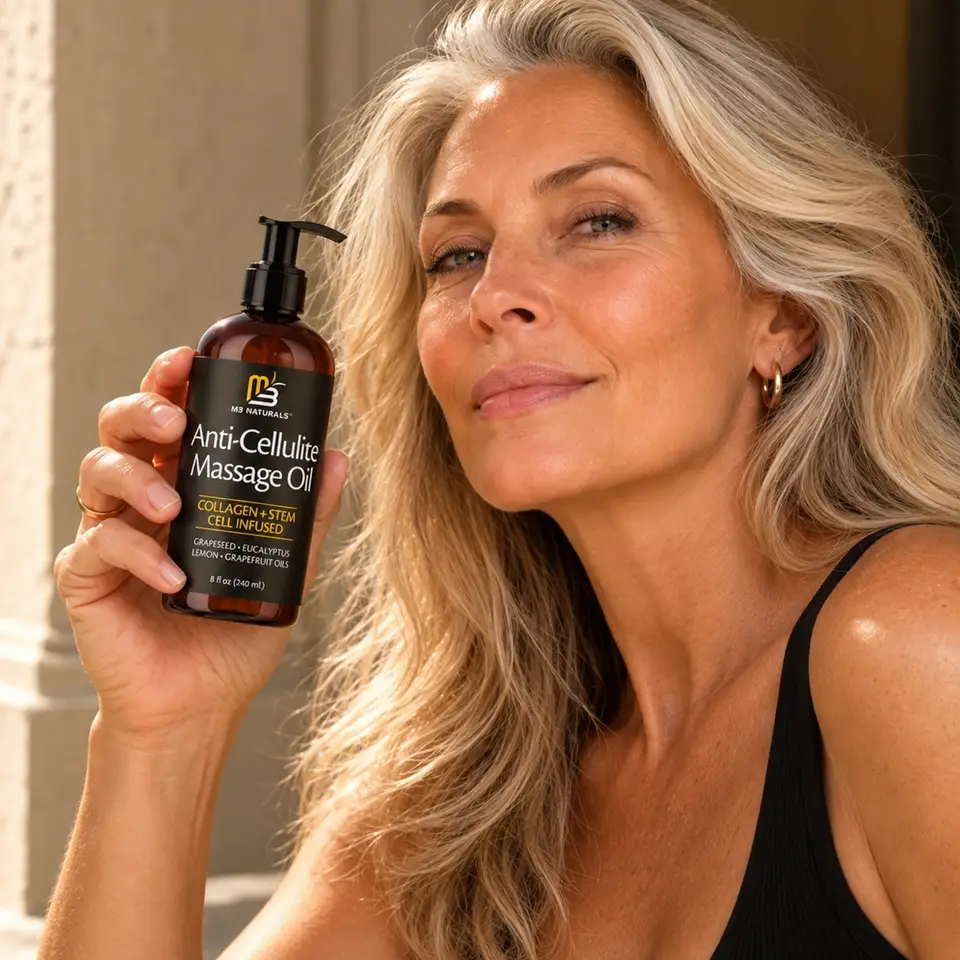 M3
M3 NATURALS™
Anti-Cellulite
Massage Oil
COLLAGEN + STEM
CELL INFUSED
GRAPESEED • EUCALYPTUS
LEMON • GRAPEFRUIT OILS
8 fl oz (240 ml)